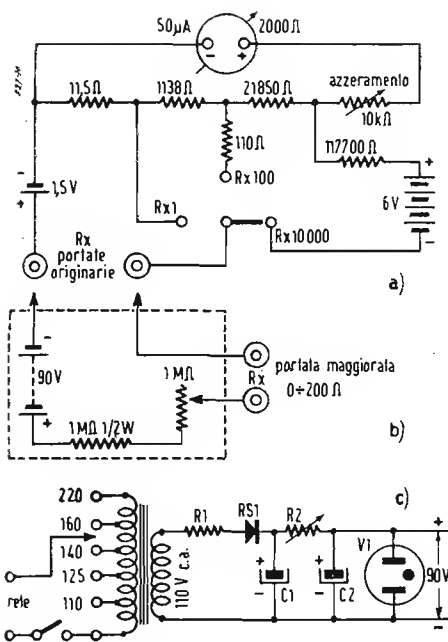 50µA
2000Ω
- +
11,5Ω 1138Ω 21850Ω azzeramento
10kΩ
110Ω
117700Ω
Rx100
-
1,5V
+
Rx1
Rx10000
+
6V
-
Rx
portate
originarie
a)
-
90V
+
1MΩ
1MΩ 1/2W
Rx
portata maggiorata
0÷200Ω
b)
c)
220
160
140
125
110
rete
110 V c.a.
R1
RS1
R2
+
-
C1
+
-
C2
V1
+
90V
-